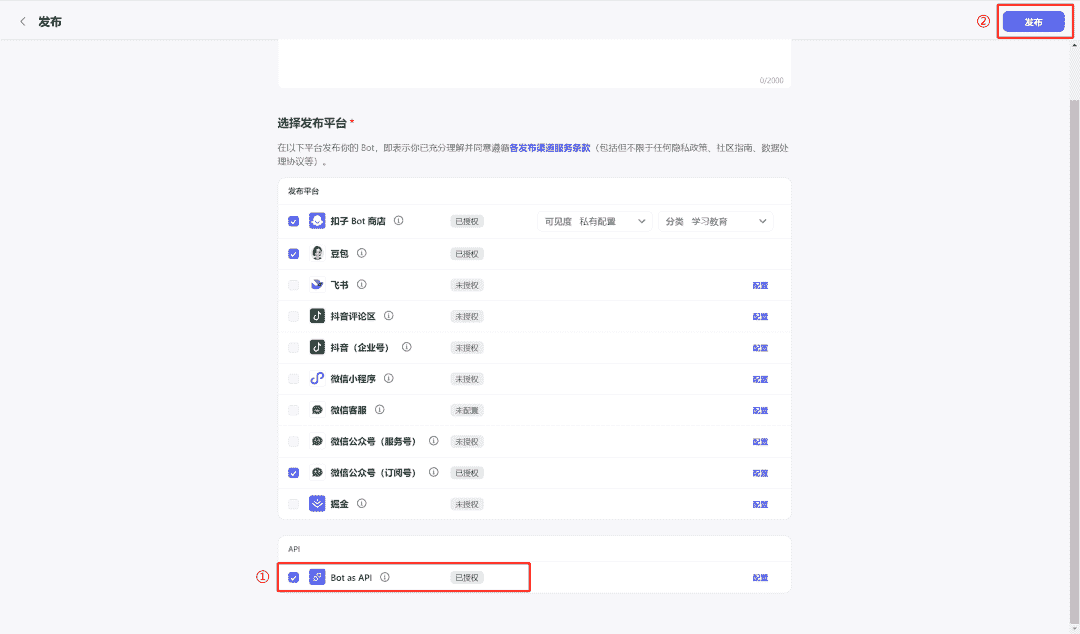 发布
② 发布
0/2000
选择发布平台*
在以下平台发布你的 Bot，即表示你已充分理解并同意遵循各发布渠道服务条款（包括但不限于任何隐私政策、社区指南、数据处
理协议等）。
发布平台
扣子 Bot 商店 已授权 可见度 私有配置 分类 学习教育
豆包 已授权
飞书 未授权 配置
抖音评论区 未授权 配置
抖音（企业号） 未授权 配置
微信小程序 未授权 配置
微信客服 未配置 配置
微信公众号（服务号） 未授权 配置
微信公众号（订阅号） 已授权 配置
掘金 未授权 配置
API
① Bot as API 已授权 配置